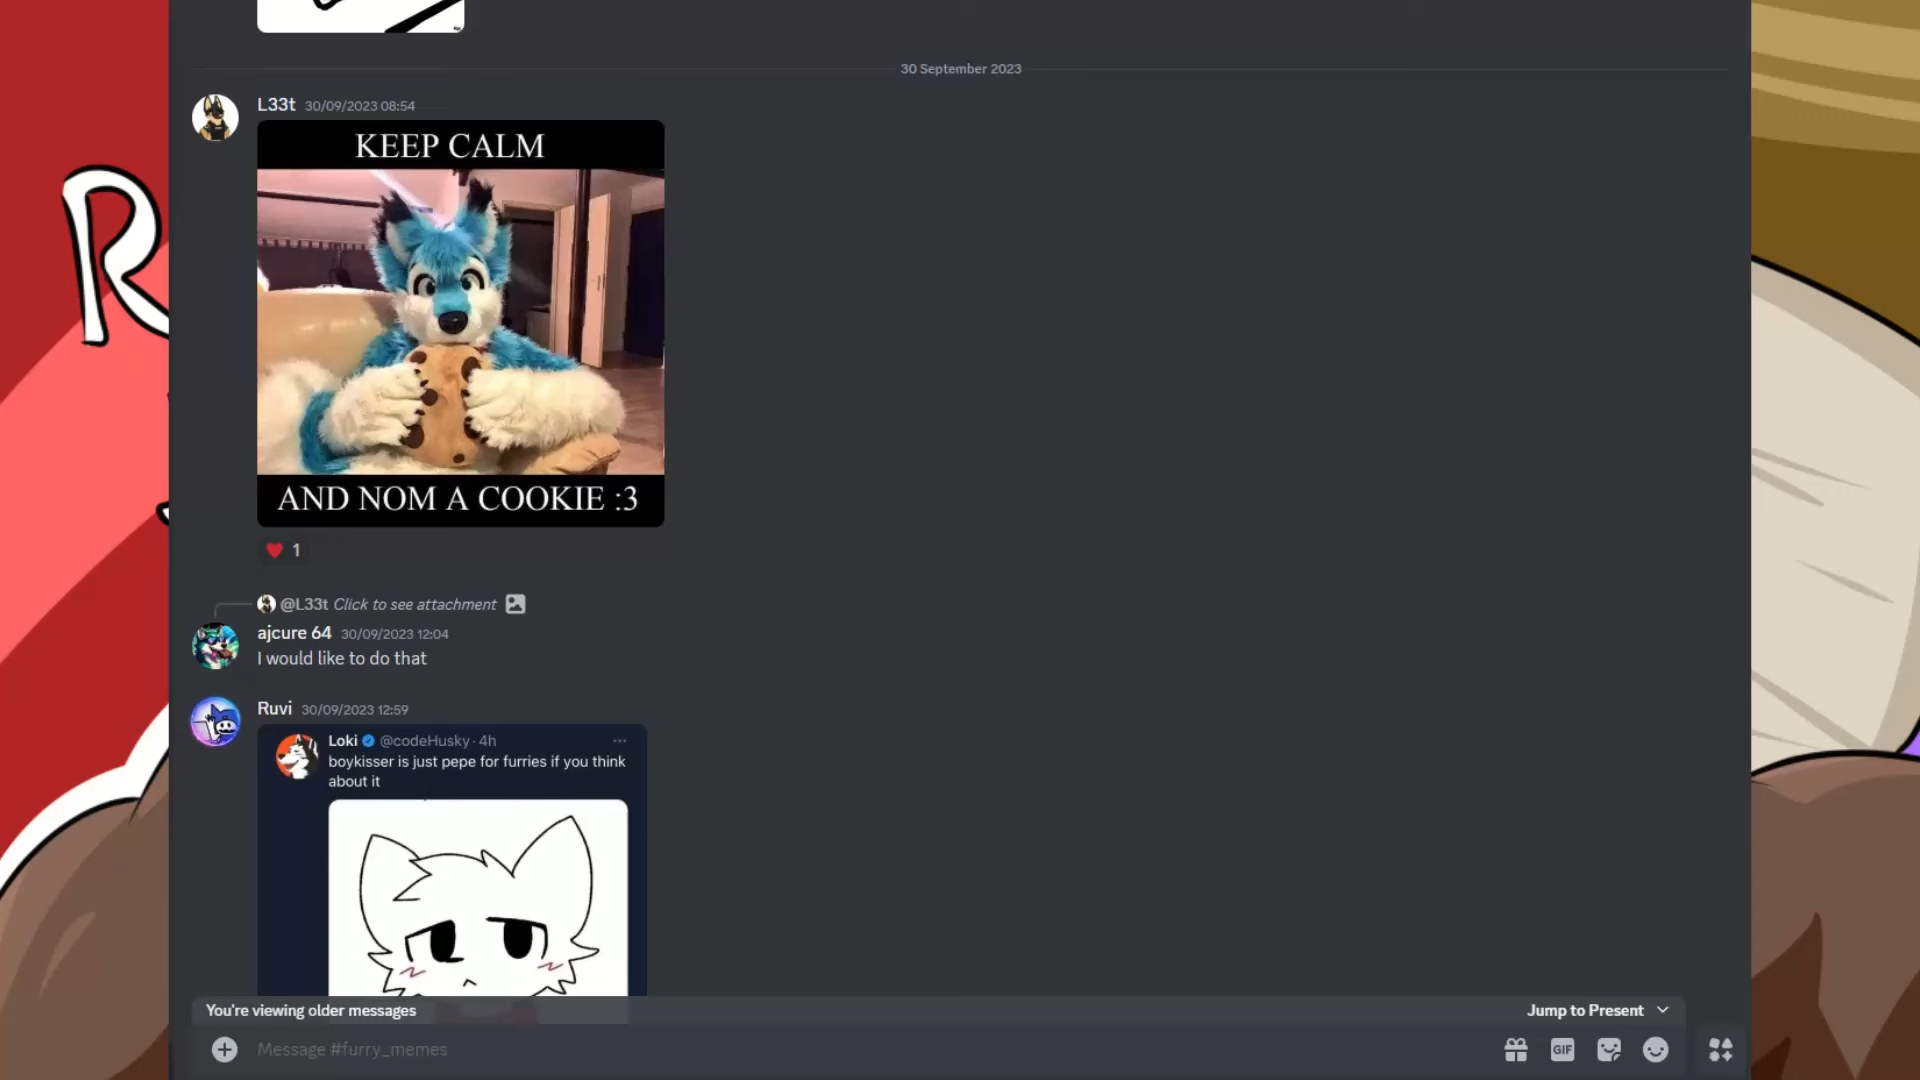 30 September 2023
L33t 30/09/2023 08:54
KEEP CALM
AND NOM A COOKIE :3
1
@L33t Click to see attachment
ajcure 64 30/09/2023 12:04
I would like to do that
Ruvi 30/09/2023 12:59
Loki @codeHusky · 4h ···
boykisser is just pepe for furries if you think
about it
You're viewing older messages
Jump to Present
Message #furry_memes
GIF
R